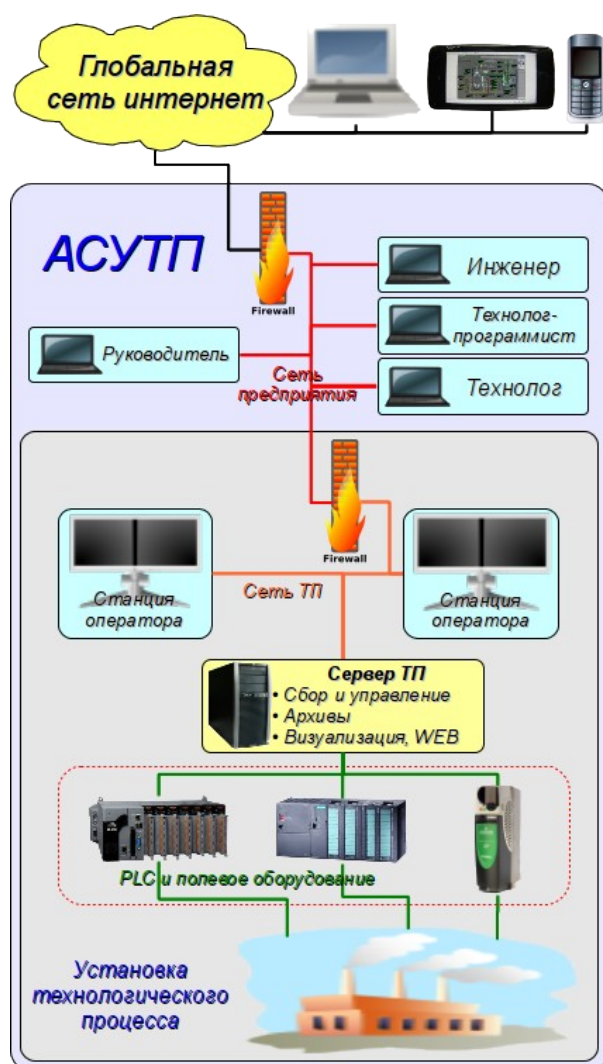 Глобальная
сеть интернет
АСУТП
Firewall
Инженер
Технолог-
программист
Технолог
Руководитель
Сеть
предприятия
Firewall
Станция
оператора
Сеть ТП
Станция
оператора
Сервер ТП
• Сбор и управление
• Архивы
• Визуализация, WEB
PLC и полевое оборудование
Установка
технологического
процесса